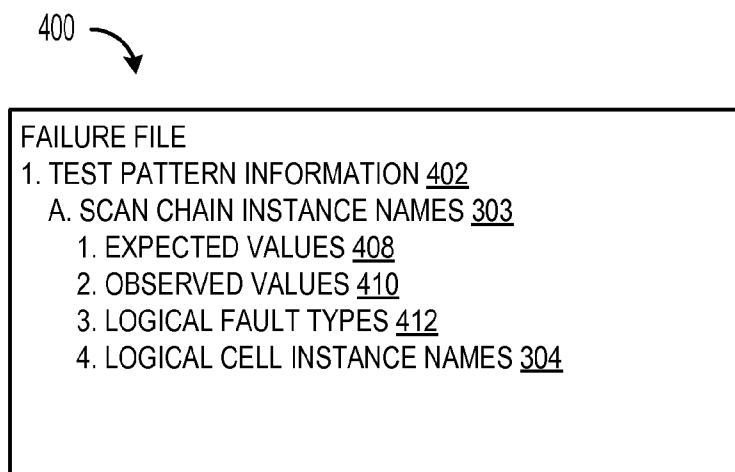 400
FAILURE FILE
1. TEST PATTERN INFORMATION 402
A. SCAN CHAIN INSTANCE NAMES 303
1. EXPECTED VALUES 408
2. OBSERVED VALUES 410
3. LOGICAL FAULT TYPES 412
4. LOGICAL CELL INSTANCE NAMES 304